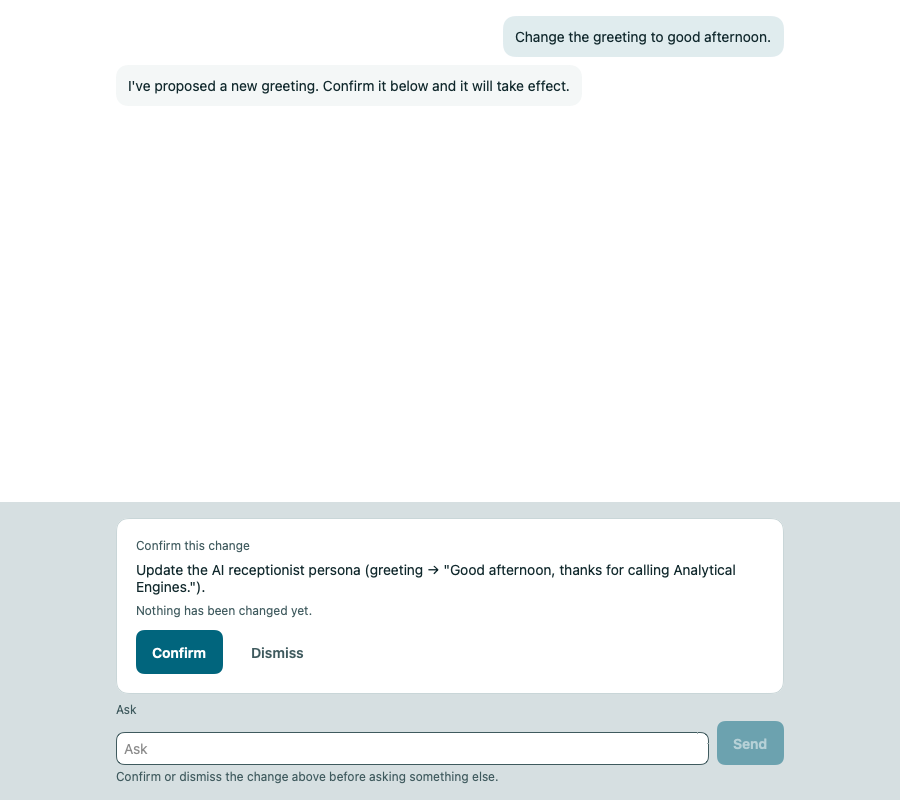 Change the greeting to good afternoon.
I've proposed a new greeting. Confirm it below and it will take effect.
Confirm this change
Update the AI receptionist persona (greeting → "Good afternoon, thanks for calling Analytical
Engines.").
Nothing has been changed yet.
Confirm
Dismiss
Ask
Ask
Send
Confirm or dismiss the change above before asking something else.